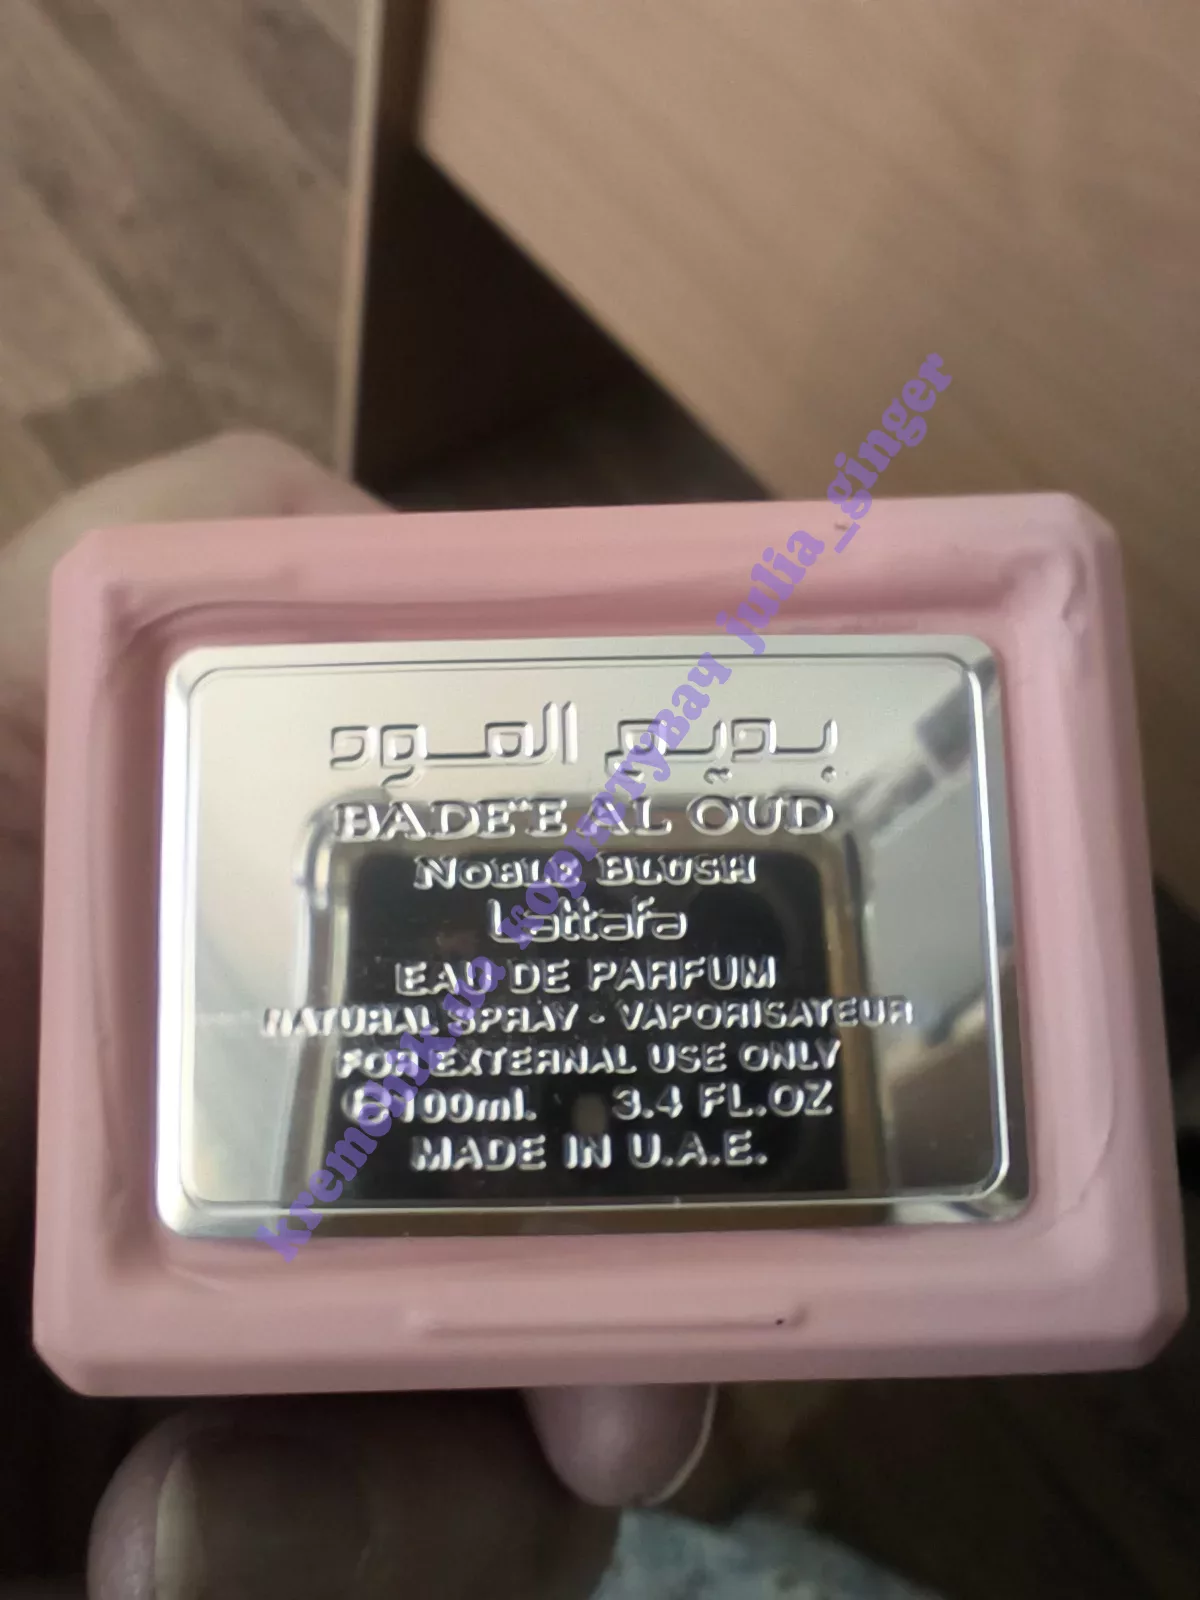 بديع العود
BADE'E AL OUD
NOBLE BLUSH
Lattafa
EAU DE PARFUM
NATURAL SPRAY - VAPORISATEUR
FOR EXTERNAL USE ONLY
℮100ml. 3.4 FL.OZ
MADE IN U.A.E.